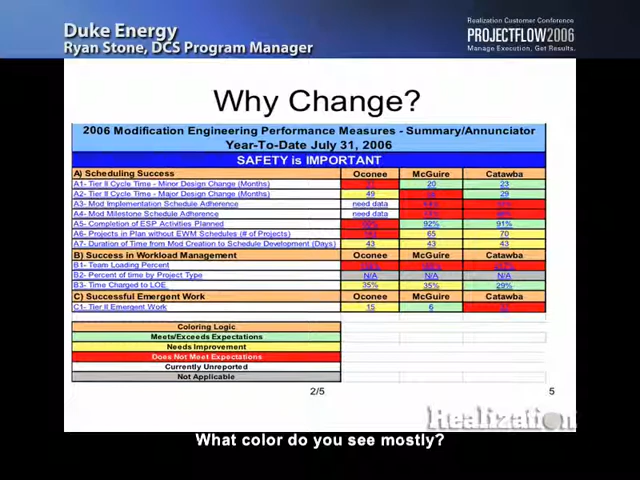 Duke Energy
Ryan Stone, DCS Program Manager
Realization Customer Conference
PROJECTFLOW2006
Manage Execution, Get Results.
Why Change?
2006 Modification Engineering Performance Measures - Summary/Annunciator
Year-To-Date July 31, 2006
SAFETY is IMPORTANT
A) Scheduling Success Oconee McGuire Catawba
A1- Tier II Cycle Time - Minor Design Change (Months) 20 23
A2- Tier II Cycle Time - Major Design Change (Months) 49 29
A3- Mod Implementation Schedule Adherence need data
A4- Mod Milestone Schedule Adherence need data
A5- Completion of ESP Activities Planned 92% 91%
A6- Projects in Plan without EWM Schedules (# of Projects) 65 70
A7- Duration of Time from Mod Creation to Schedule Development (Days) 43 43 43
B) Success in Workload Management Oconee McGuire Catawba
B1- Team Loading Percent
B2- Percent of time by Project Type N/A N/A N/A
B3- Time Charged to LOE 35% 35% 29%
C) Successful Emergent Work Oconee McGuire Catawba
C1- Tier II Emergent Work 15 6
Coloring Logic
Meets/Exceeds Expectations
Needs Improvement
Does Not Meet Expectations
Currently Unreported
Not Applicable
2/5 5
Realization
What color do you see mostly?